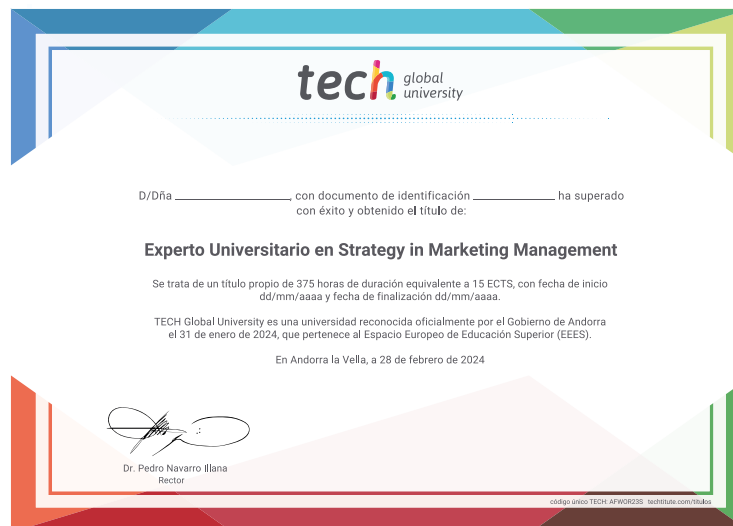 tech global university
D/Dña ____________________, con documento de identificación ______________ ha superado
con éxito y obtenido el título de:
Experto Universitario en Strategy in Marketing Management
Se trata de un título propio de 375 horas de duración equivalente a 15 ECTS, con fecha de inicio
dd/mm/aaaa y fecha de finalización dd/mm/aaaa.
TECH Global University es una universidad reconocida oficialmente por el Gobierno de Andorra
el 31 de enero de 2024, que pertenece al Espacio Europeo de Educación Superior (EEES).
En Andorra la Vella, a 28 de febrero de 2024
Dr. Pedro Navarro Illana
Rector
código único TECH: AFWOR23S techtitute.com/titulos